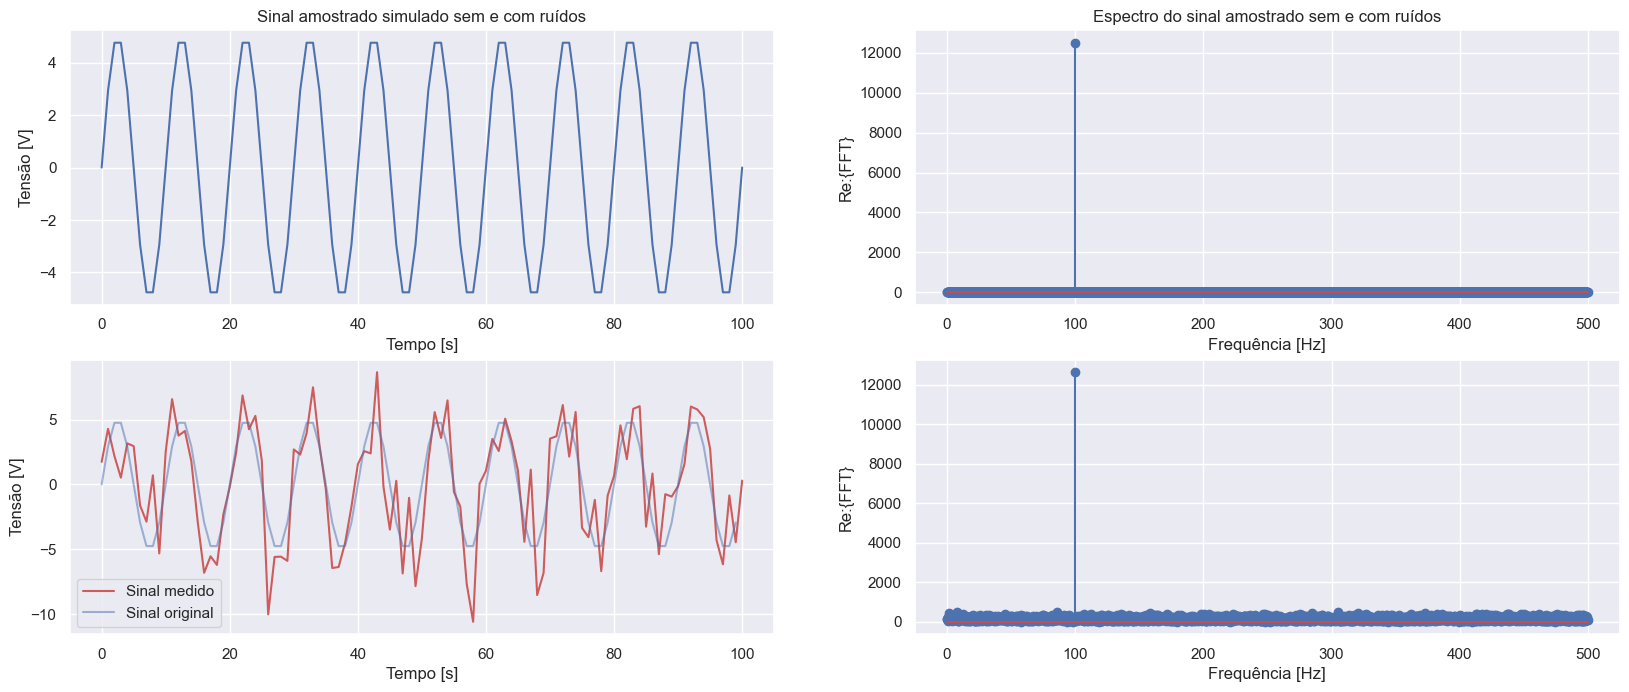 Sinal amostrado simulado sem e com ruídos
Tensão [V]
4
2
0
−2
−4
0 20 40 60 80 100
Tempo [s]
Espectro do sinal amostrado sem e com ruídos
Re:{FFT}
12000
10000
8000
6000
4000
2000
0
0 100 200 300 400 500
Frequência [Hz]
Tensão [V]
5
0
−5
−10
Sinal medido
Sinal original
0 20 40 60 80 100
Tempo [s]
Re:{FFT}
12000
10000
8000
6000
4000
2000
0
0 100 200 300 400 500
Frequência [Hz]